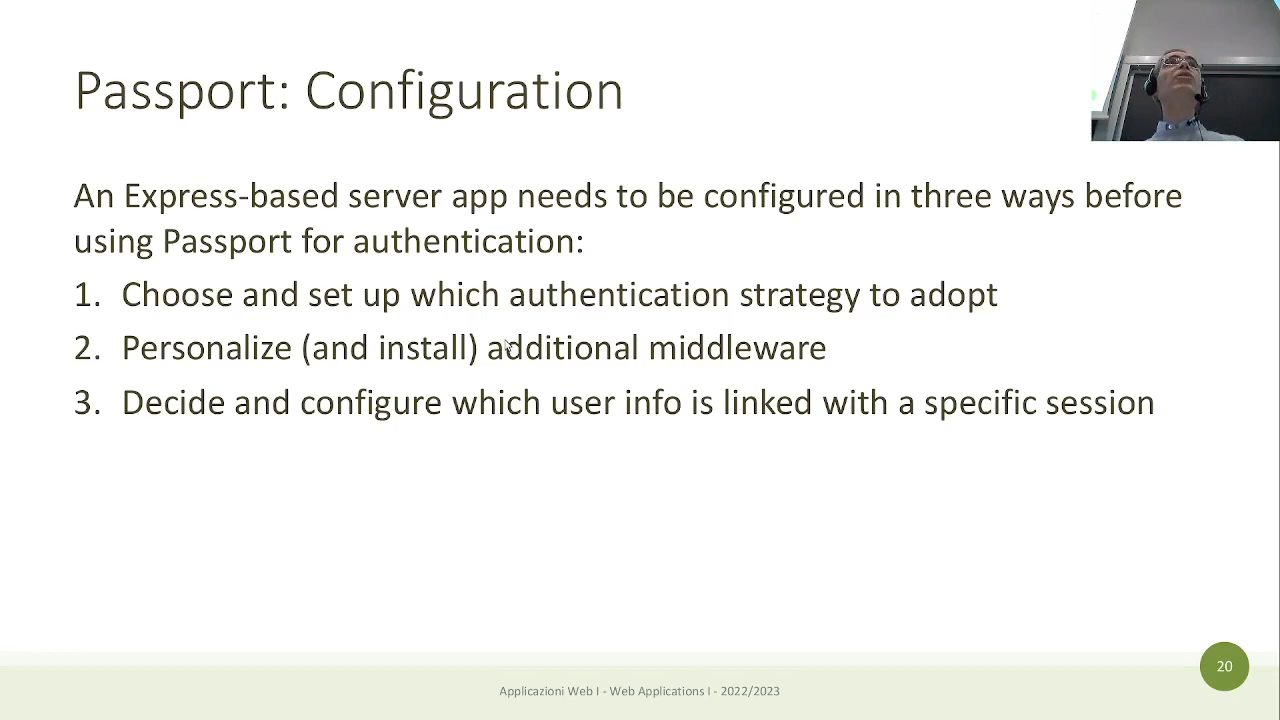 Passport: Configuration
An Express-based server app needs to be configured in three ways before
using Passport for authentication:
1. Choose and set up which authentication strategy to adopt
2. Personalize (and install) additional middleware
3. Decide and configure which user info is linked with a specific session
20
Applicazioni Web I - Web Applications I - 2022/2023